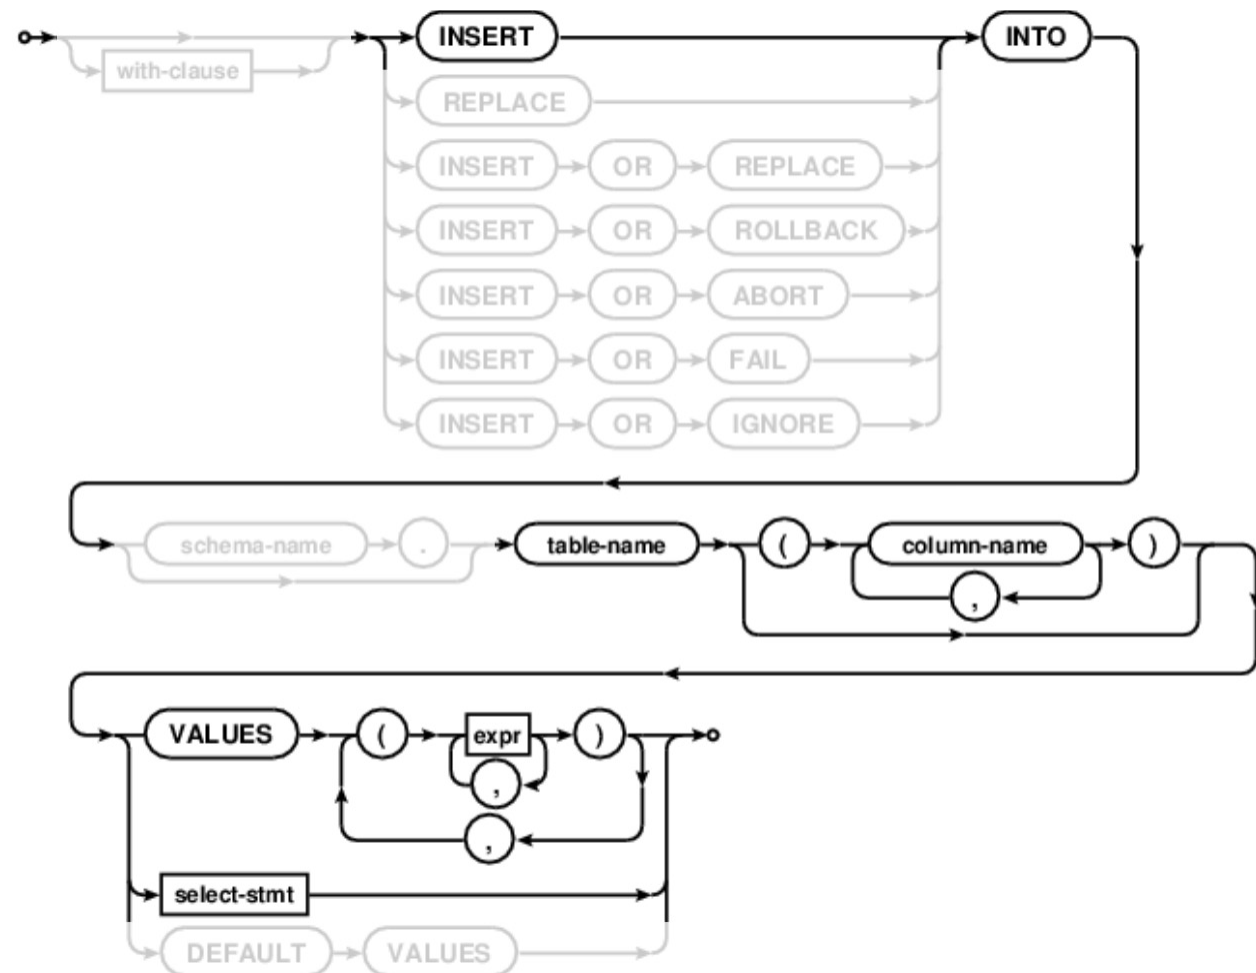 INSERT INTO
with-clause
REPLACE
INSERT OR REPLACE
INSERT OR ROLLBACK
INSERT OR ABORT
INSERT OR FAIL
INSERT OR IGNORE
schema-name . table-name ( column-name )
,
VALUES ( expr )
,
,
select-stmt
DEFAULT VALUES